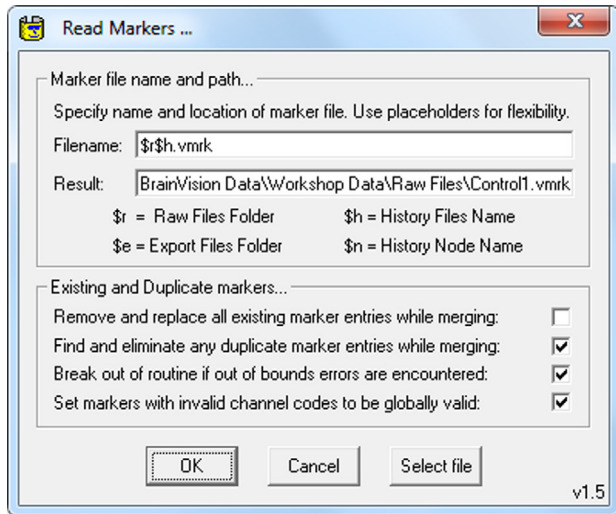 Read Markers ...
Marker file name and path...
Specify name and location of marker file. Use placeholders for flexibility.
Filename: $r$h.vmrk
Result: BrainVision Data\Workshop Data\Raw Files\Control1.vmrk
$r = Raw Files Folder $h = History Files Name
$e = Export Files Folder $n = History Node Name
Existing and Duplicate markers...
Remove and replace all existing marker entries while merging:
Find and eliminate any duplicate marker entries while merging:
Break out of routine if out of bounds errors are encountered:
Set markers with invalid channel codes to be globally valid:
OK Cancel Select file
v1.5